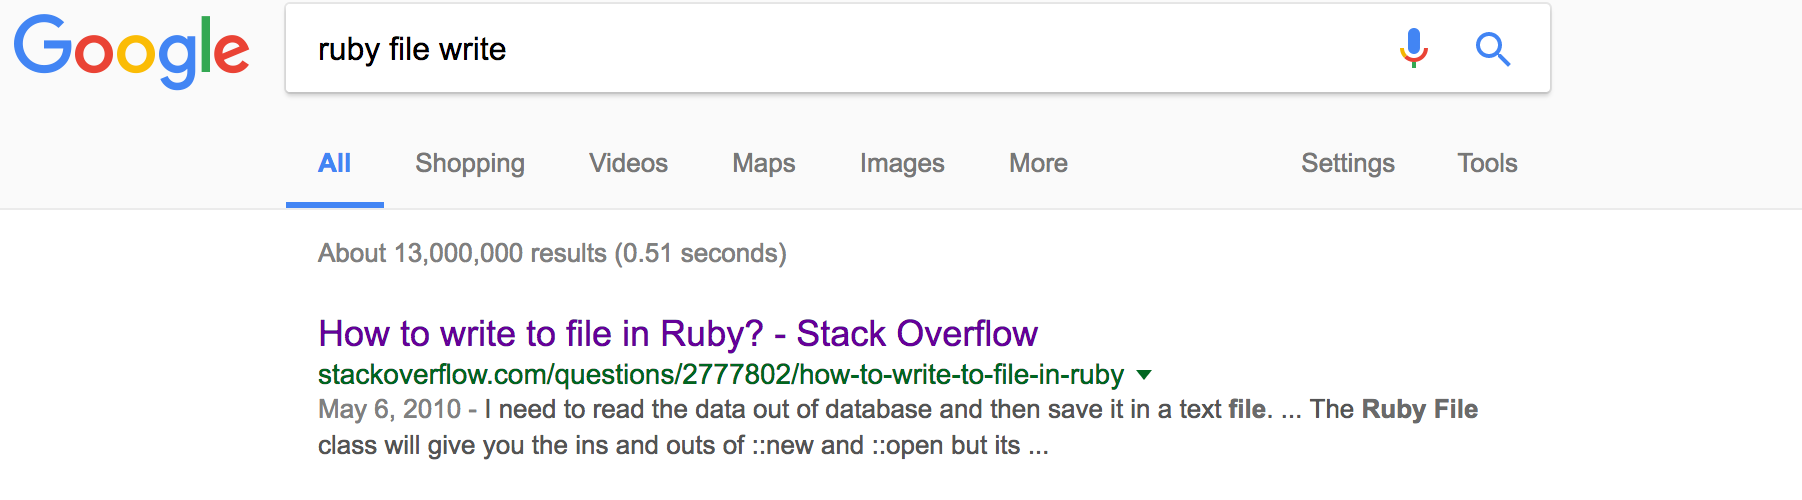 Google
ruby file write
All Shopping Videos Maps Images More Settings Tools
About 13,000,000 results (0.51 seconds)
How to write to file in Ruby? - Stack Overflow
stackoverflow.com/questions/2777802/how-to-write-to-file-in-ruby
May 6, 2010 - I need to read the data out of database and then save it in a text file. ... The Ruby File
class will give you the ins and outs of ::new and ::open but its ...